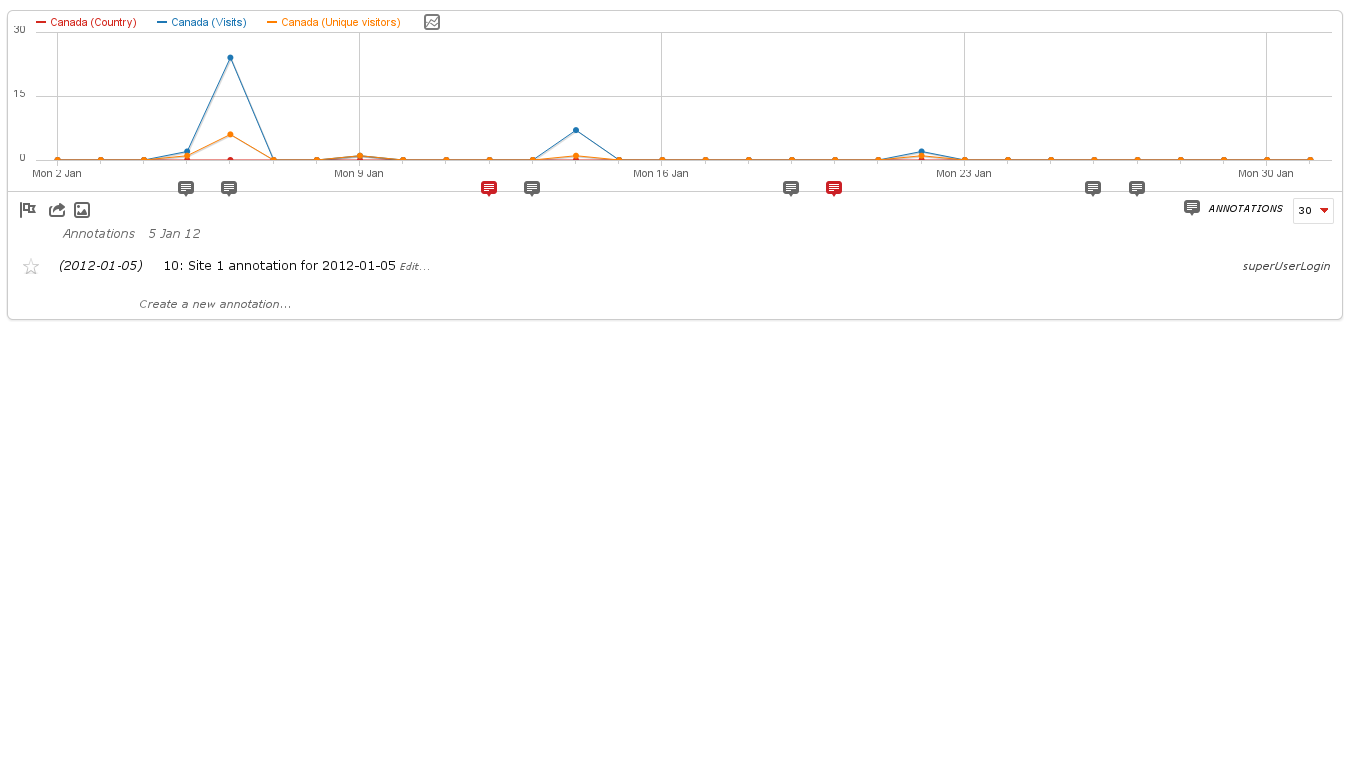 Canada (Country) Canada (Visits) Canada (Unique visitors)
30
15
0
Mon 2 Jan Mon 9 Jan Mon 16 Jan Mon 23 Jan Mon 30 Jan
ANNOTATIONS 30
Annotations 5 Jan 12
(2012-01-05) 10: Site 1 annotation for 2012-01-05 Edit... superUserLogin
Create a new annotation...